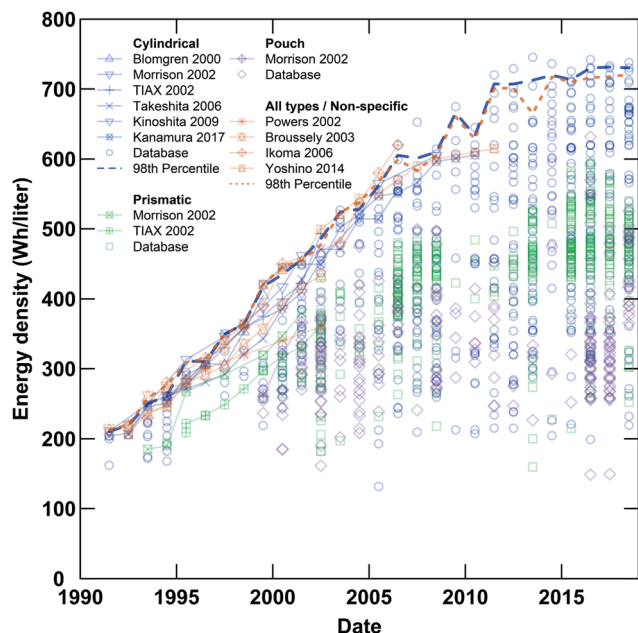 800
700
600
500
400
300
200
100
0
Energy density (Wh/liter)
Cylindrical
Blomgren 2000
Morrison 2002
TIAX 2002
Takeshita 2006
Kinoshita 2009
Kanamura 2017
Database
98th Percentile
Prismatic
Morrison 2002
TIAX 2002
Database
Pouch
Morrison 2002
Database
All types / Non-specific
Powers 2002
Broussely 2003
Ikoma 2006
Yoshino 2014
98th Percentile
1990 1995 2000 2005 2010 2015
Date